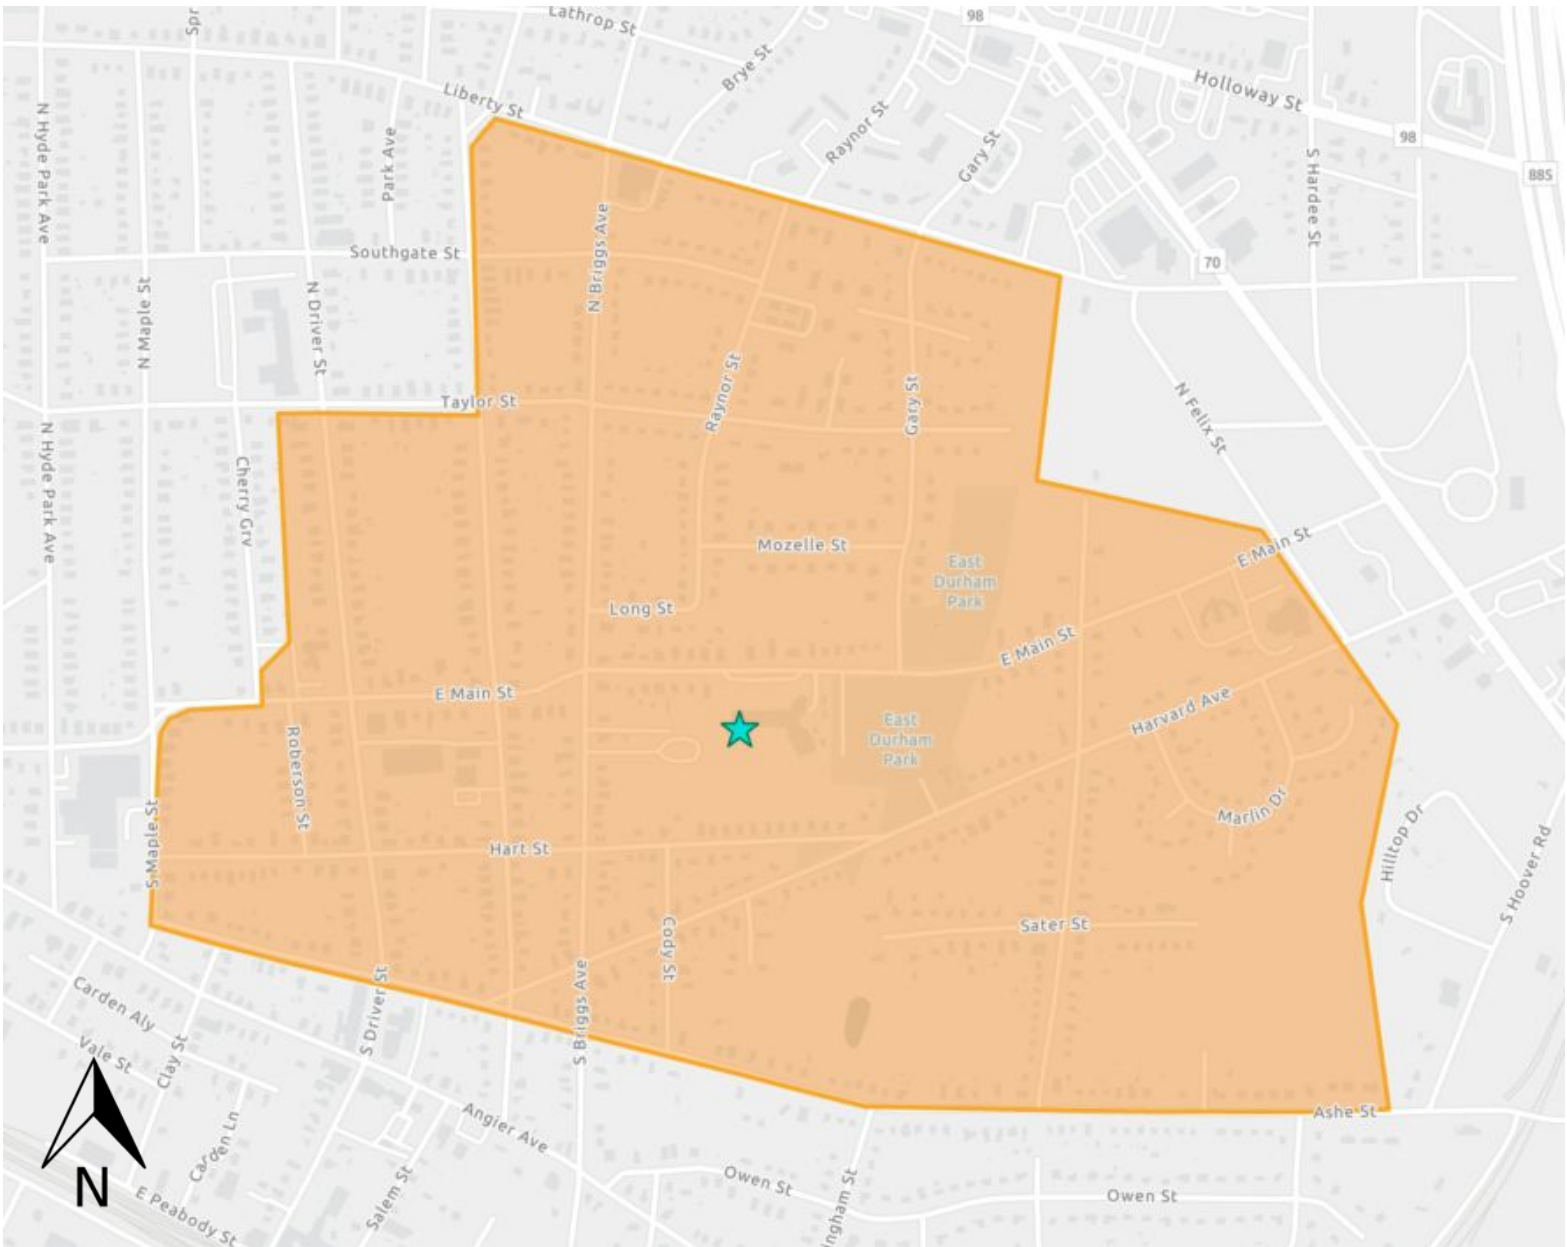 Lathrop St
98
Spr
Brye St
Holloway St
Liberty St
N Hyde Park Ave
Park Ave
Raynor St
Gary St
98
S Hardee St
88S
Southgate St
N Briggs Ave
70
N Maple St
N Driver St
Raynor St
Gary St
Taylor St
N Felix St
N Hyde Park Ave
Cherry Grv
Mozelle St
E Main St
East
Durham
Park
Long St
E Main St
E Main St
Harvard Ave
East
Durham
Park
Roberson St
S Maple St
Marlin Dr
Hilltop Dr
Hart St
S Hoover Rd
Cody St
Sater St
S Driver St
S Briggs Ave
Carden Aly
Vale St
Clay St
Angier Ave
Ashe St
Carden Ln
N
E Peabody St
Salem St
Owen St
ingham St
Owen St